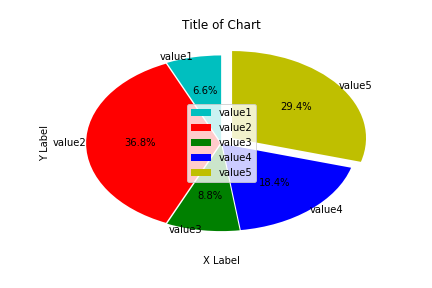 Title of Chart
value1
6.6%
value5
29.4%
value1
value2
value3
value4
value5
Y Label
value2
36.8%
18.4%
8.8%
value4
value3
X Label